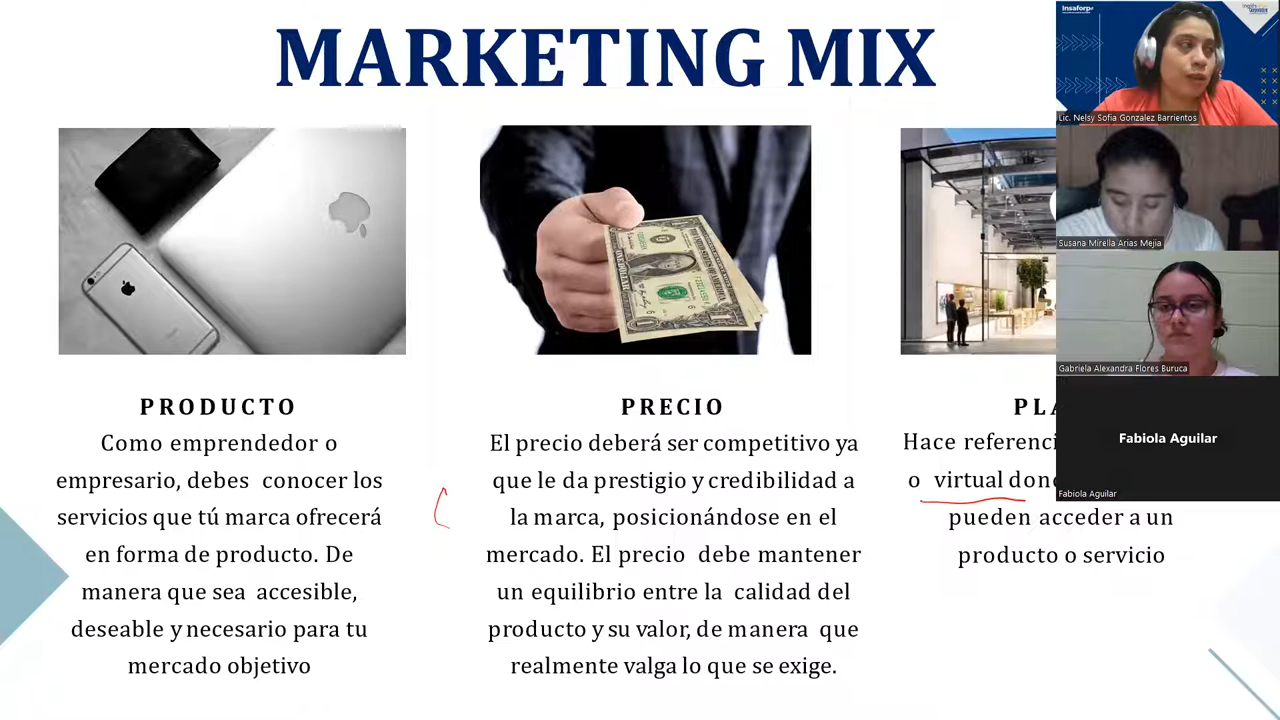 MARKETING MIX
PRODUCTO
Como emprendedor o
empresario, debes conocer los
servicios que tú marca ofrecerá
en forma de producto. De
manera que sea accesible,
deseable y necesario para tu
mercado objetivo
PRECIO
El precio deberá ser competitivo ya
que le da prestigio y credibilidad a
la marca, posicionándose en el
mercado. El precio debe mantener
un equilibrio entre la calidad del
producto y su valor, de manera que
realmente valga lo que se exige.
PLA
Hace referenci
o virtual don
pueden acceder a un
producto o servicio
Insaforp
Lic. Nelsy Sofia Gonzalez Barrientos
Susana Mirella Arias Mejia
Gabriela Alexandra Flores Buruca
Fabiola Aguilar
Fabiola Aguilar